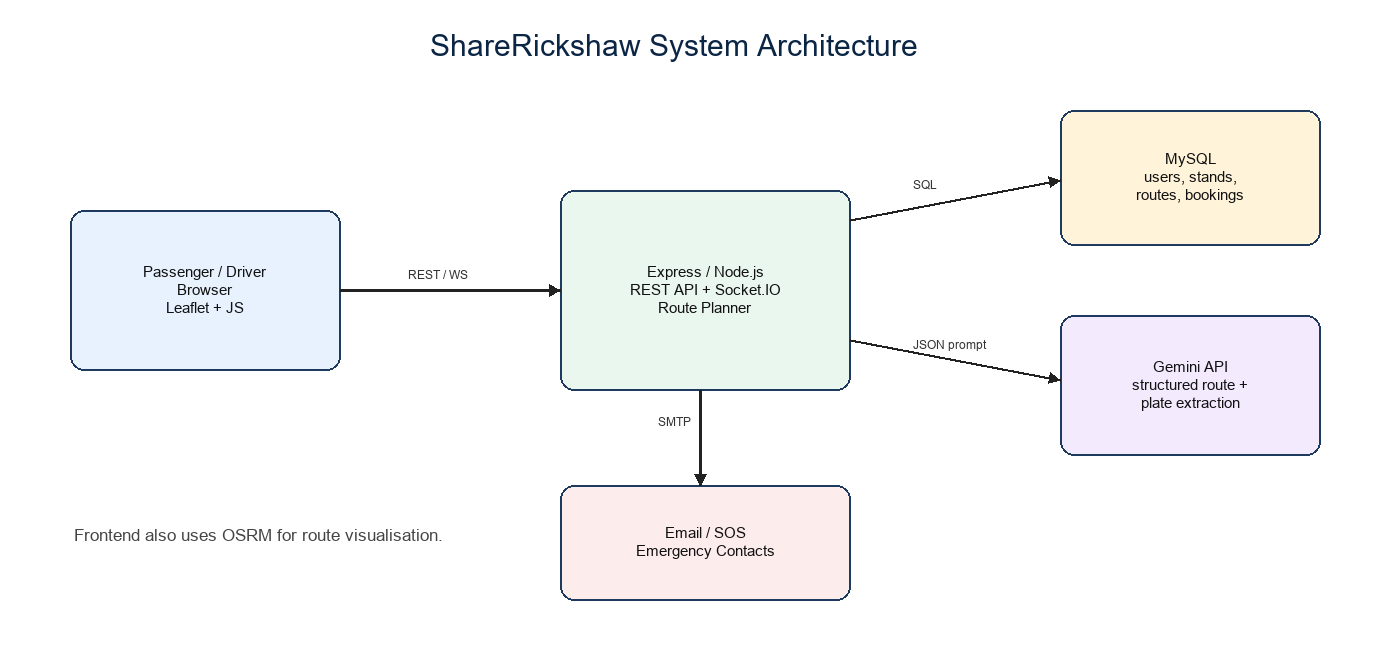 ShareRickshaw System Architecture
Passenger / Driver
Browser
Leaflet + JS
REST / WS
Express / Node.js
REST API + Socket.IO
Route Planner
SQL
MySQL
users, stands,
routes, bookings
JSON prompt
Gemini API
structured route +
plate extraction
SMTP
Email / SOS
Emergency Contacts
Frontend also uses OSRM for route visualisation.